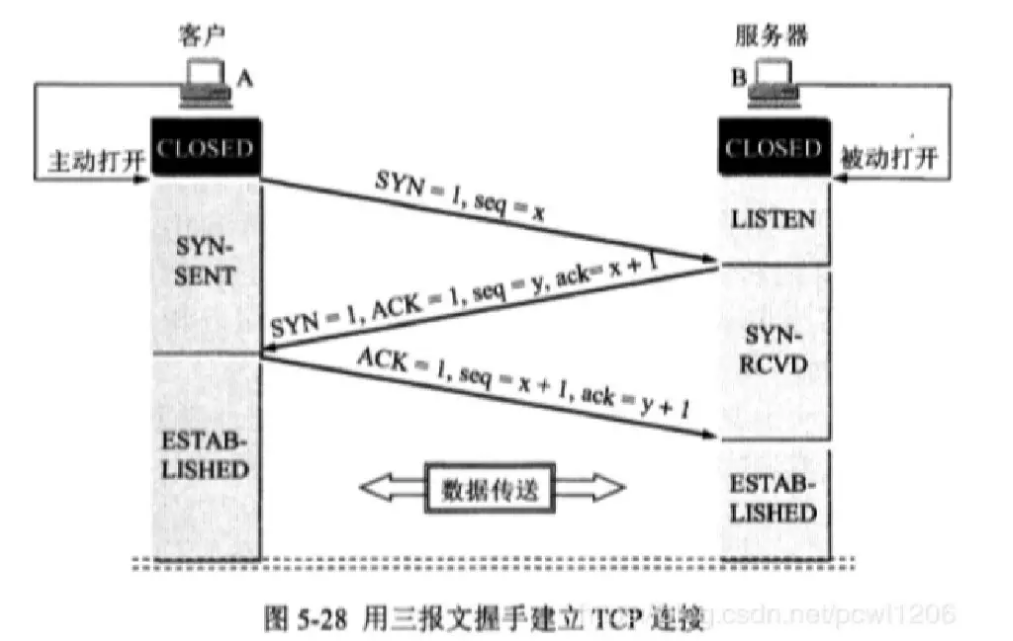 客户
服务器
A
B
CLOSED
CLOSED
主动打开
被动打开
SYN = 1, seq = x
LISTEN
SYN-
SENT
SYN = 1, ACK = 1, seq = y, ack= x + 1
SYN-
RCVD
ACK = 1, seq = x + 1, ack = y + 1
ESTAB-
LISHED
数据传送
ESTAB-
LISHED
图 5-28 用三报文握手建立 TCP 连接
csdn.net/pcwl1206